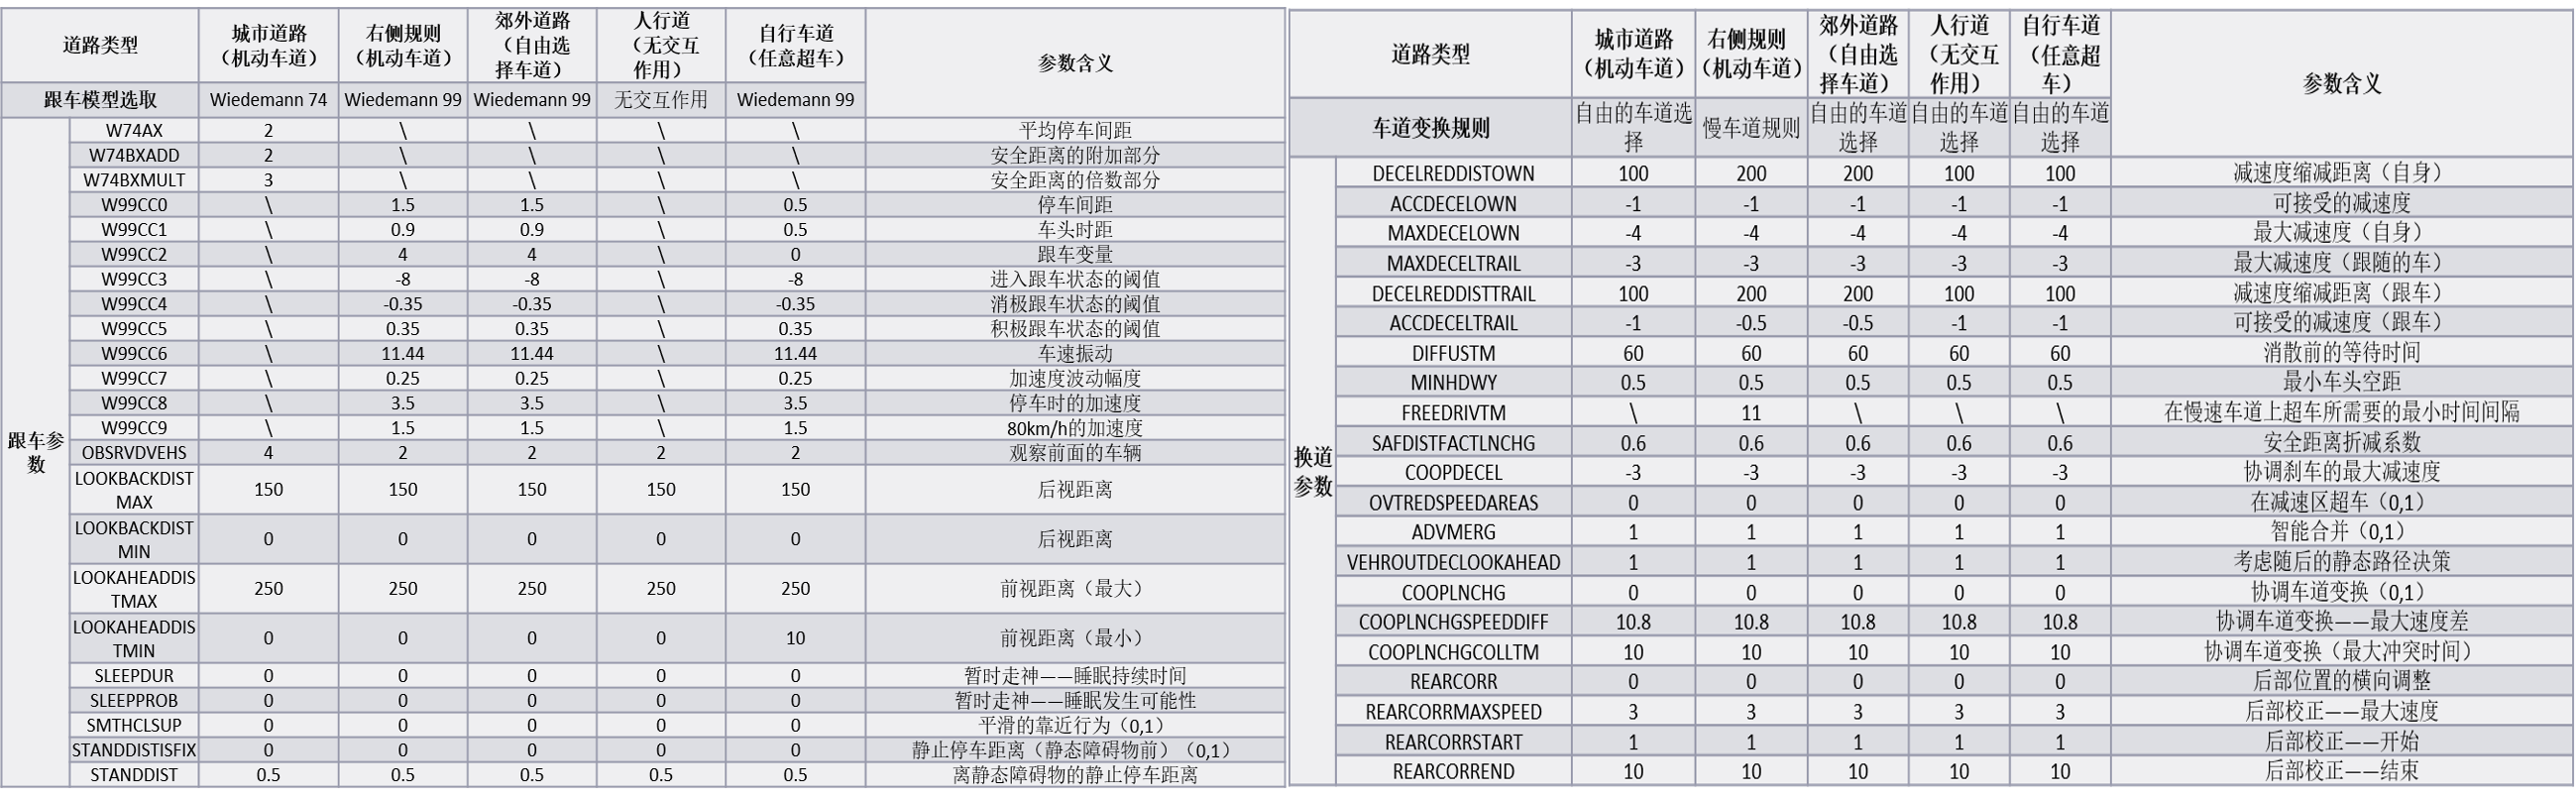 道路类型 城市道路（机动车道） 右侧规则（机动车道） 郊外道路（自由选择车道） 人行道（无交互作用） 自行车道（任意超车） 参数含义
跟车模型选取 Wiedemann 74 Wiedemann 99 Wiedemann 99 无交互作用 Wiedemann 99
跟车参数
W74AX 2 \ \ \ \ 平均停车间距
W74BXADD 2 \ \ \ \ 安全距离的附加部分
W74BXMULT 3 \ \ \ \ 安全距离的倍数部分
W99CC0 \ 1.5 1.5 \ 0.5 停车间距
W99CC1 \ 0.9 0.9 \ 0.5 车头时距
W99CC2 \ 4 4 \ 0 跟车变量
W99CC3 \ -8 -8 \ -8 进入跟车状态的阈值
W99CC4 \ -0.35 -0.35 \ -0.35 消极跟车状态的阈值
W99CC5 \ 0.35 0.35 \ 0.35 积极跟车状态的阈值
W99CC6 \ 11.44 11.44 \ 11.44 车速振动
W99CC7 \ 0.25 0.25 \ 0.25 加速度波动幅度
W99CC8 \ 3.5 3.5 \ 3.5 停车时的加速度
W99CC9 \ 1.5 1.5 \ 1.5 80km/h的加速度
OBSRVDVEHS 4 2 2 2 2 观察前面的车辆
LOOKBACKDISTMAX 150 150 150 150 150 后视距离
LOOKBACKDISTMIN 0 0 0 0 0 后视距离
LOOKAHEADDISTMAX 250 250 250 250 250 前视距离（最大）
LOOKAHEADDISTMIN 0 0 0 0 10 前视距离（最小）
SLEEPDUR 0 0 0 0 0 暂时走神——睡眠持续时间
SLEEPPROB 0 0 0 0 0 暂时走神——睡眠发生可能性
SMTHCLSUP 0 0 0 0 0 平滑的靠近行为（0,1）
STANDDISTISFIX 0 0 0 0 0 静止停车距离（静态障碍物前）（0,1）
STANDDIST 0.5 0.5 0.5 0.5 0.5 离静态障碍物的静止停车距离
道路类型 城市道路（机动车道） 右侧规则（机动车道） 郊外道路（自由选择车道） 人行道（无交互作用） 自行车道（任意超车） 参数含义
车道变换规则 自由的车道选择 慢车道规则 自由的车道选择 自由的车道选择 自由的车道选择
换道参数
DECELREDDISTOWN 100 200 200 100 100 减速度缩减距离（自身）
ACCDECELOWN -1 -1 -1 -1 -1 可接受的减速度
MAXDECELOWN -4 -4 -4 -4 -4 最大减速度（自身）
MAXDECELTRAIL -3 -3 -3 -3 -3 最大减速度（跟随的车）
DECELREDDISTTRAIL 100 200 200 100 100 减速度缩减距离（跟车）
ACCDECELTRAIL -1 -0.5 -0.5 -1 -1 可接受的减速度（跟车）
DIFFUSTM 60 60 60 60 60 消散前的等待时间
MINHDWY 0.5 0.5 0.5 0.5 0.5 最小车头空距
FREEDRIVTM \ 11 \ \ \ 在慢速车道上超车所需要的最小时间间隔
SAFDISTFACTLNCHG 0.6 0.6 0.6 0.6 0.6 安全距离折减系数
COOPDECEL -3 -3 -3 -3 -3 协调刹车的最大减速度
OVTREDSPEEDAREAS 0 0 0 0 0 在减速区超车（0,1）
ADVMERG 1 1 1 1 1 智能合并（0,1）
VEHROUTDECLOOKAHEAD 1 1 1 1 1 考虑随后的静态路径决策
COOPLNCHG 0 0 0 0 0 协调车道变换（0,1）
COOPLNCHGSPEEDDIFF 10.8 10.8 10.8 10.8 10.8 协调车道变换——最大速度差
COOPLNCHGCOLLTM 10 10 10 10 10 协调车道变换（最大冲突时间）
REARCORR 0 0 0 0 0 后部位置的横向调整
REARCORRMAXSPEED 3 3 3 3 3 后部校正——最大速度
REARCORRSTART 1 1 1 1 1 后部校正——开始
REARCORREND 10 10 10 10 10 后部校正——结束